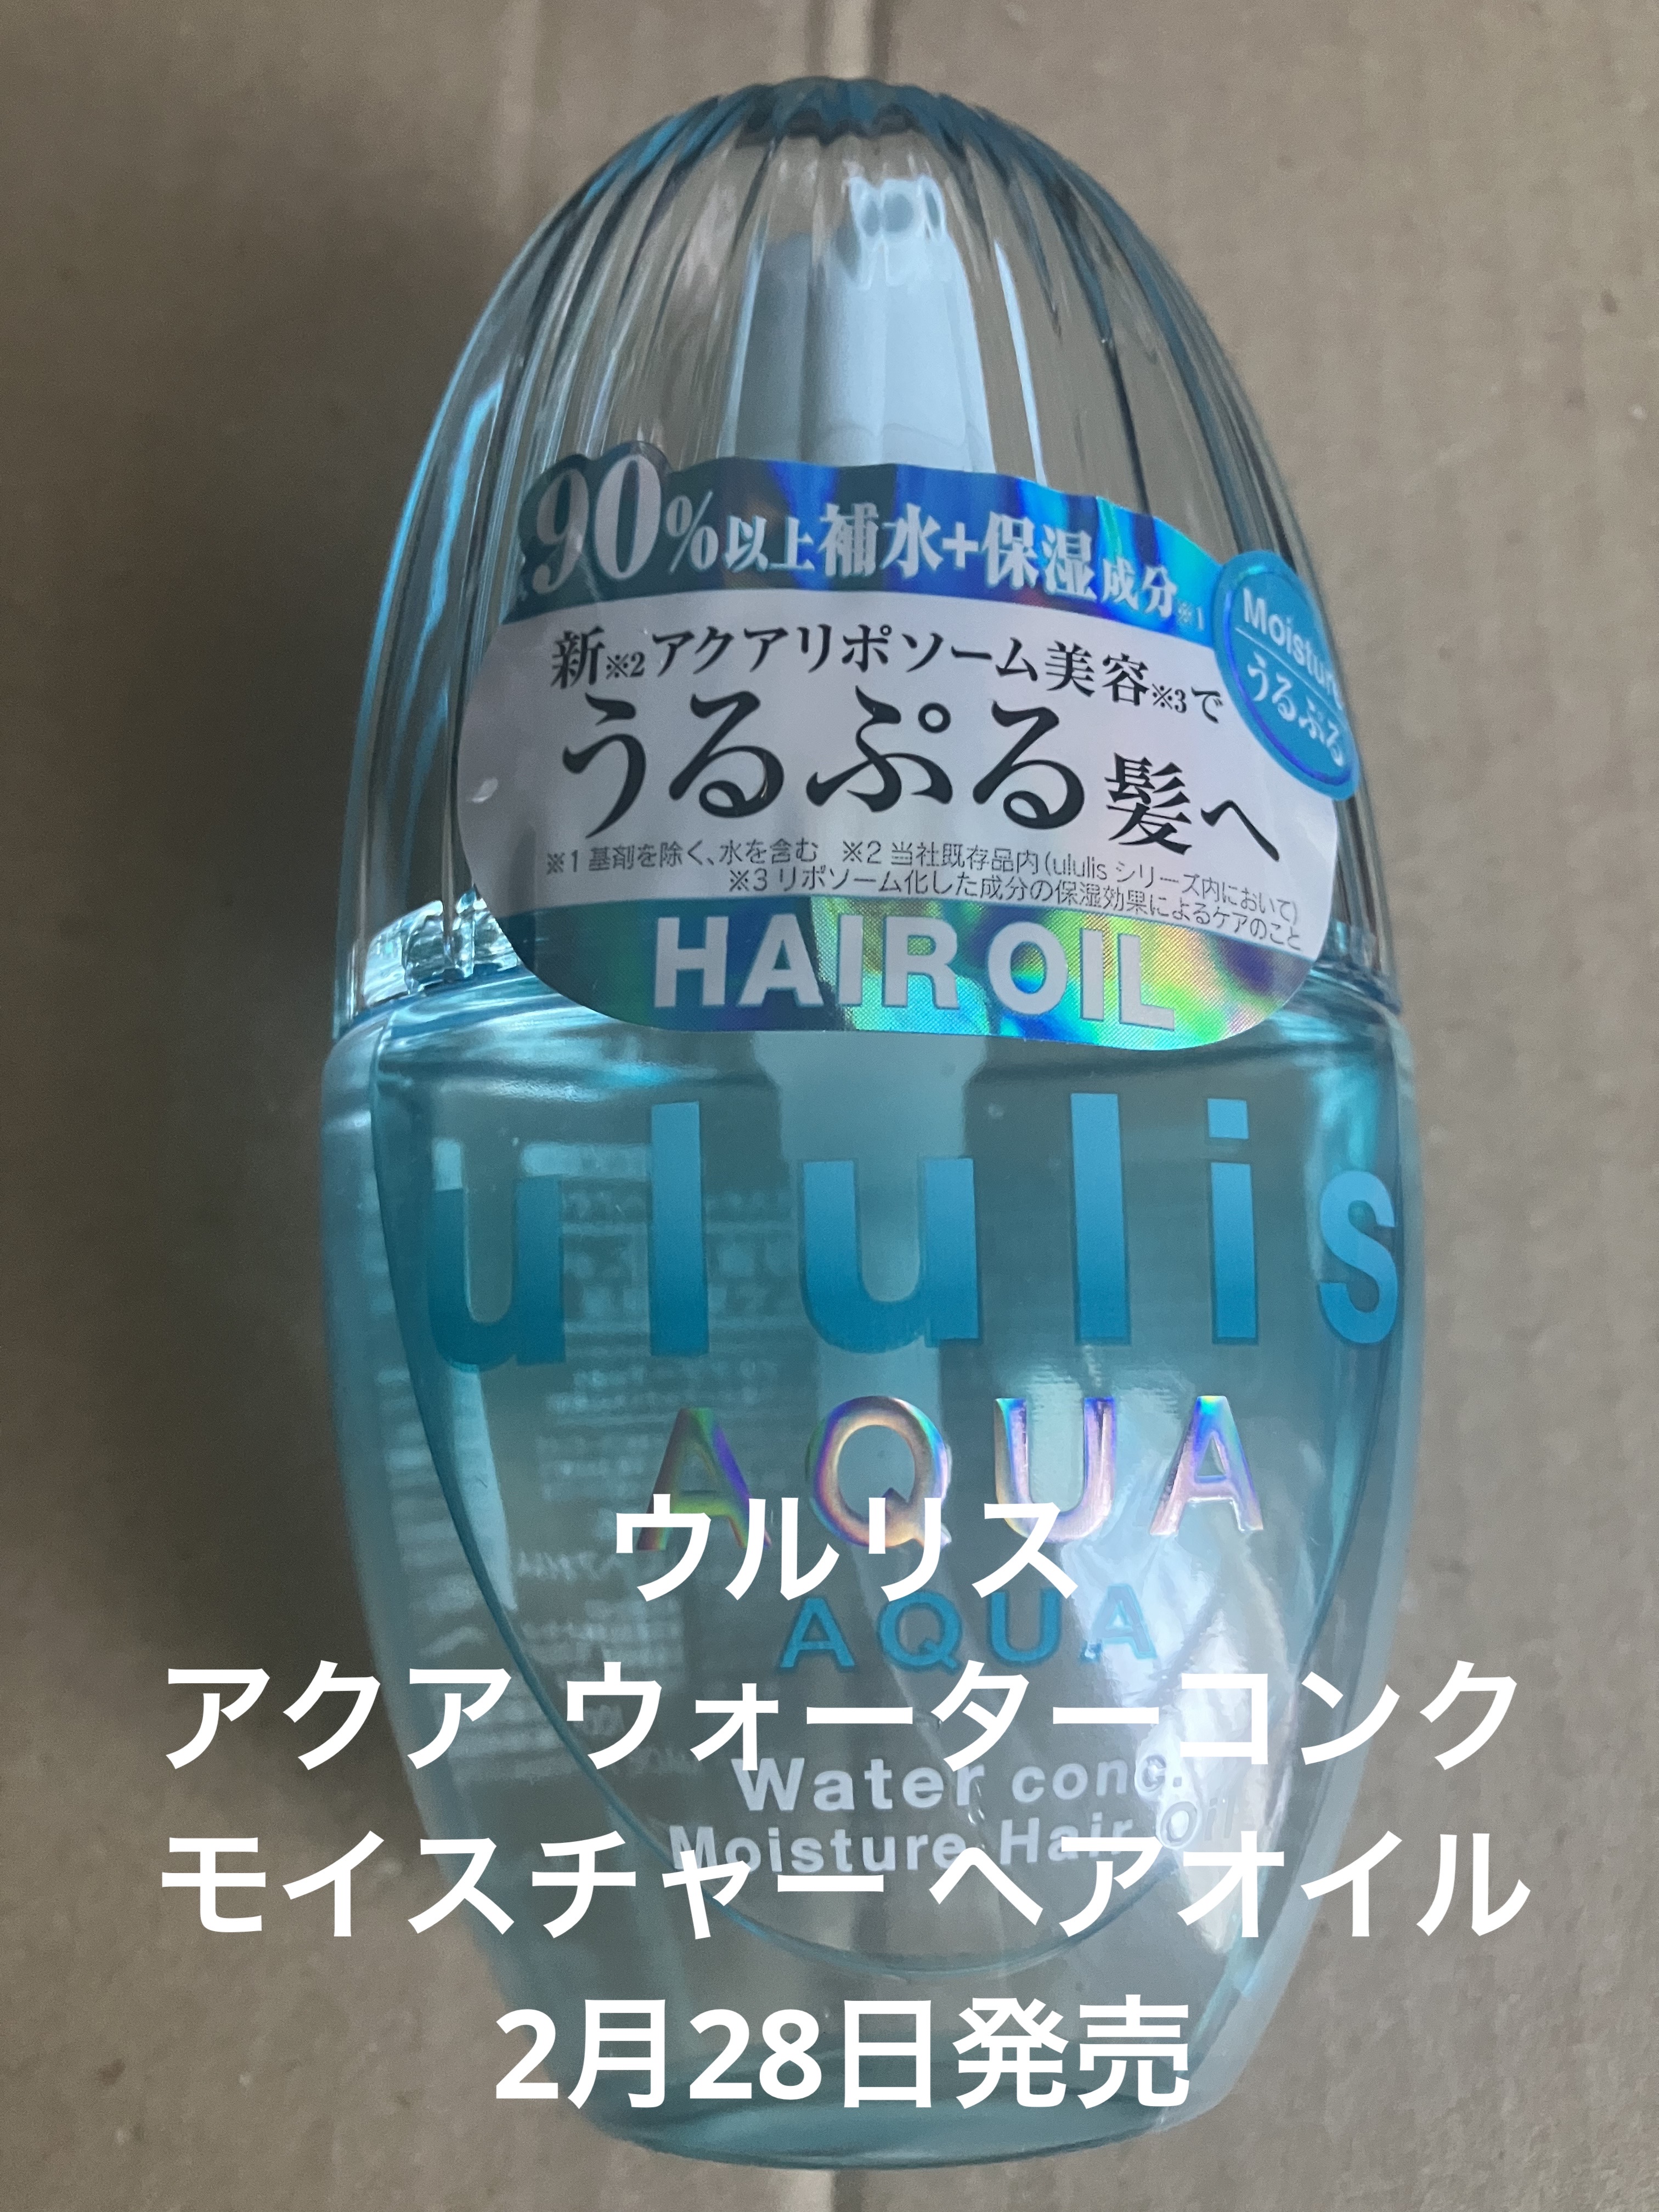 90%以上補水+保湿成分※1
Moisture
うるぷる
新※2アクアリポソーム美容※3で
うるぷる髪へ
※1 基剤を除く、水を含む ※2 当社既存品内(ululis シリーズ内において)
※3 リポソーム化した成分の保湿効果によるケアのこと
HAIR OIL
ululis
AQUA
ウルリス
AQUA
アクア ウォーターコンク
Water conc.
Moisture Hair Oil
モイスチャー ヘアオイル
2月28日発売